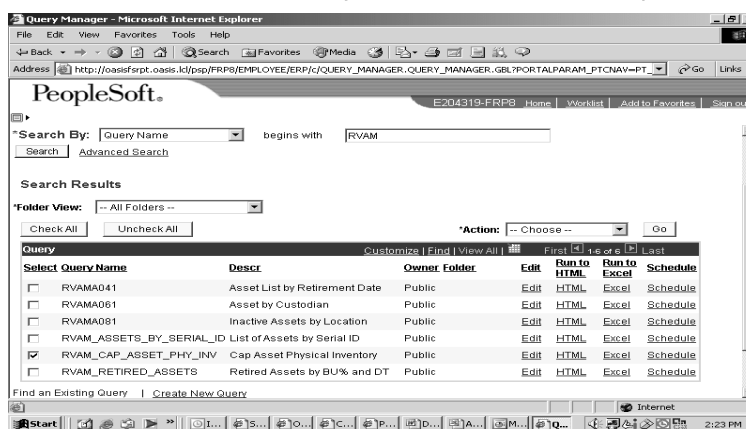 Query Manager - Microsoft Internet Explorer
File Edit View Favorites Tools Help
Back Search Favorites Media
Address http://oasisfsrpt.oasis.lcl/psp/FRP8/EMPLOYEE/ERP/c/QUERY_MANAGER.QUERY_MANAGER.GBL?PORTALPARAM_PTCNAV=PT_ Go Links
PeopleSoft.
E204319-FRP8 Home | Worklist | Add to Favorites | Sign ou
*Search By: Query Name begins with RVAM
Search Advanced Search
Search Results
*Folder View: -- All Folders --
Check All Uncheck All *Action: -- Choose -- Go
Query Customize | Find | View All | First 1-6 of 6 Last
Select Query Name Descr Owner Folder Edit Run to HTML Run to Excel Schedule
RVAMA041 Asset List by Retirement Date Public Edit HTML Excel Schedule
RVAMA061 Asset by Custodian Public Edit HTML Excel Schedule
RVAMA081 Inactive Assets by Location Public Edit HTML Excel Schedule
RVAM_ASSETS_BY_SERIAL_ID List of Assets by Serial ID Public Edit HTML Excel Schedule
RVAM_CAP_ASSET_PHY_INV Cap Asset Physical Inventory Public Edit HTML Excel Schedule
RVAM_RETIRED_ASSETS Retired Assets by BU% and DT Public Edit HTML Excel Schedule
Find an Existing Query | Create New Query
Internet
Start I... S... O... C... P... D... A... M... Q... 2:23 PM